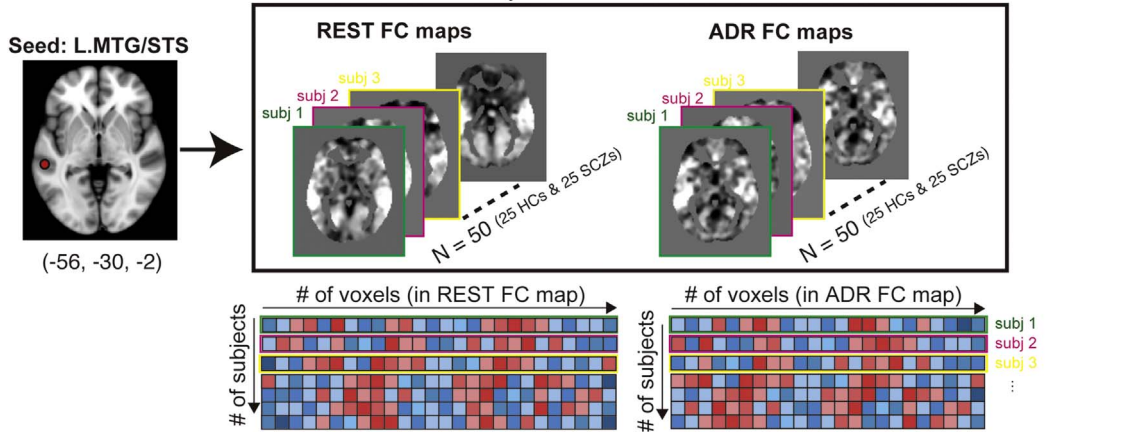 Seed: L.MTG/STS
(-56, -30, -2)
REST FC maps
subj 3
subj 2
subj 1
N = 50 (25 HCs & 25 SCZs)
ADR FC maps
subj 3
subj 2
subj 1
N = 50 (25 HCs & 25 SCZs)
# of voxels (in REST FC map)
# of subjects
# of voxels (in ADR FC map)
# of subjects
subj 1
subj 2
subj 3
⋮